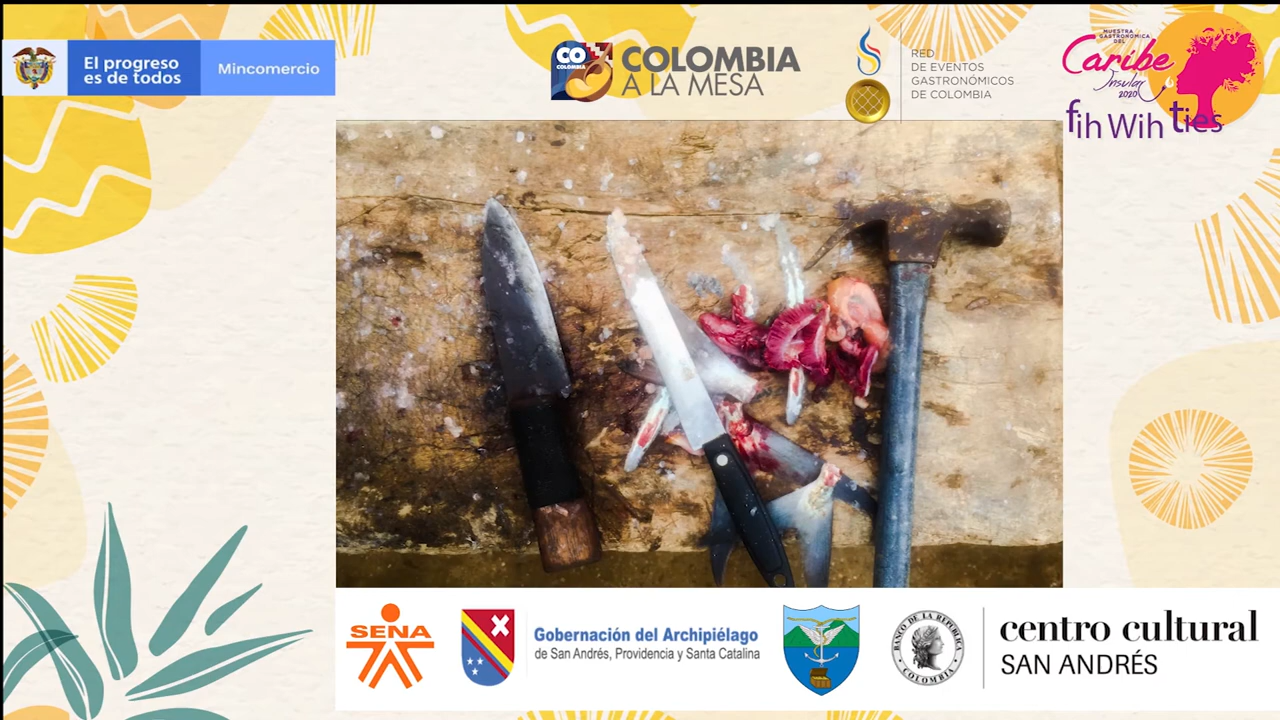 El progreso
es de todos
Mincomercio
CO
COLOMBIA
COLOMBIA
A LA MESA
RED
DE EVENTOS
GASTRONÓMICOS
DE COLOMBIA
MUESTRA
GASTRONÓMICA
DEL
Caribe
Insular
2020
fih Wih ties
SENA
Gobernación del Archipiélago
de San Andrés, Providencia y Santa Catalina
BANCO DE LA REPÚBLICA
COLOMBIA
centro cultural
SAN ANDRÉS